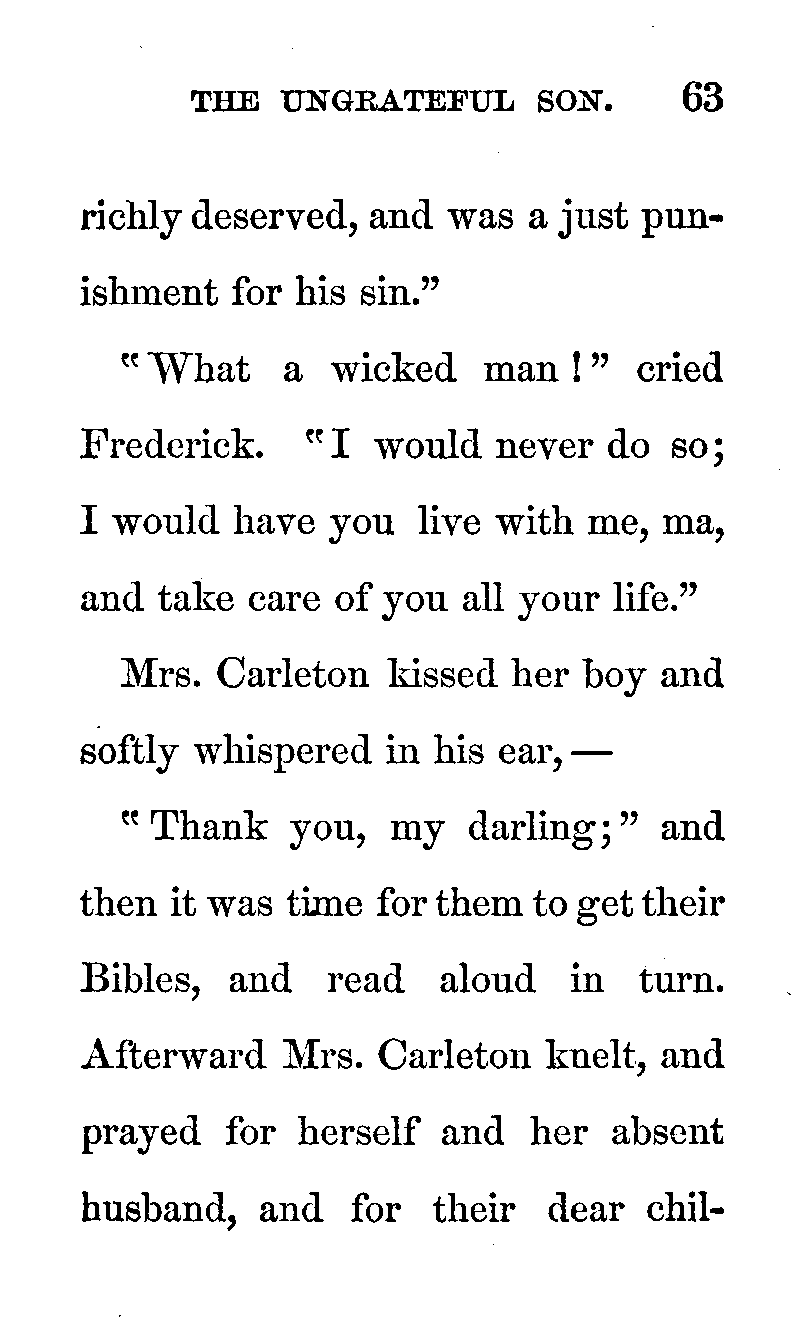 THE UNGRATEFUL SON. 63
richly deserved, and was a just pun-
ishment for his sin.”
“What a wicked man!” cried
Frederick. “I would never do so;
I would have you live with me, ma,
and take care of you all your life.”
Mrs. Carleton kissed her boy and
softly whispered in his ear,—
“Thank you, my darling;” and
then it was time for them to get their
Bibles, and read aloud in turn.
Afterward Mrs. Carleton knelt, and
prayed for herself and her absent
husband, and for their dear chil-